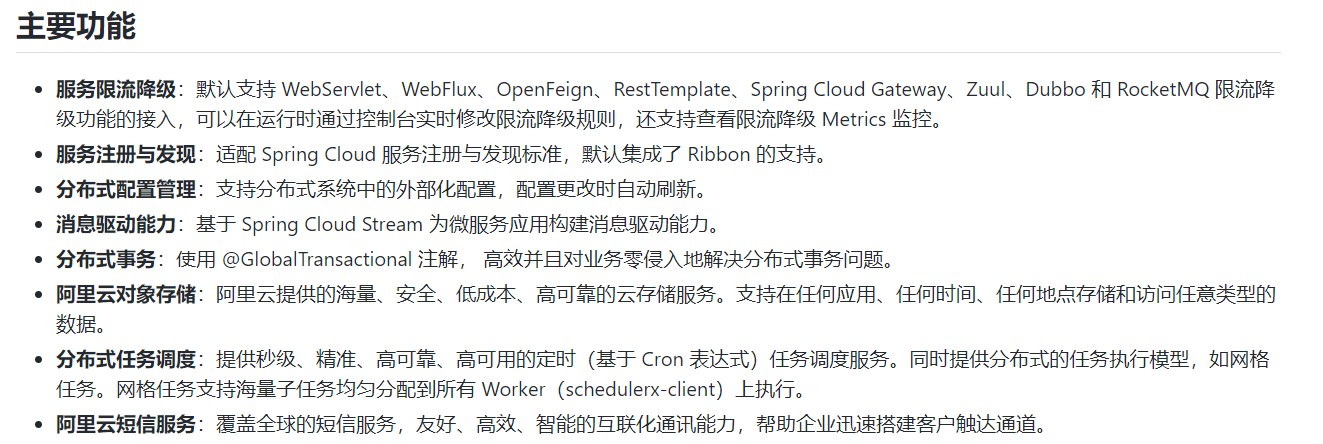 主要功能
服务限流降级：默认支持 WebServlet、WebFlux、OpenFeign、RestTemplate、Spring Cloud Gateway、Zuul、Dubbo 和 RocketMQ 限流降
级功能的接入，可以在运行时通过控制台实时修改限流降级规则，还支持查看限流降级 Metrics 监控。
服务注册与发现：适配 Spring Cloud 服务注册与发现标准，默认集成了 Ribbon 的支持。
分布式配置管理：支持分布式系统中的外部化配置，配置更改时自动刷新。
消息驱动能力：基于 Spring Cloud Stream 为微服务应用构建消息驱动能力。
分布式事务：使用 @GlobalTransactional 注解， 高效并且对业务零侵入地解决分布式事务问题。
阿里云对象存储：阿里云提供的海量、安全、低成本、高可靠的云存储服务。支持在任何应用、任何时间、任何地点存储和访问任意类型的
数据。
分布式任务调度：提供秒级、精准、高可靠、高可用的定时（基于 Cron 表达式）任务调度服务。同时提供分布式的任务执行模型，如网格
任务。网格任务支持海量子任务均匀分配到所有 Worker（schedulerx-client）上执行。
阿里云短信服务：覆盖全球的短信服务，友好、高效、智能的互联化通讯能力，帮助企业迅速搭建客户触达通道。